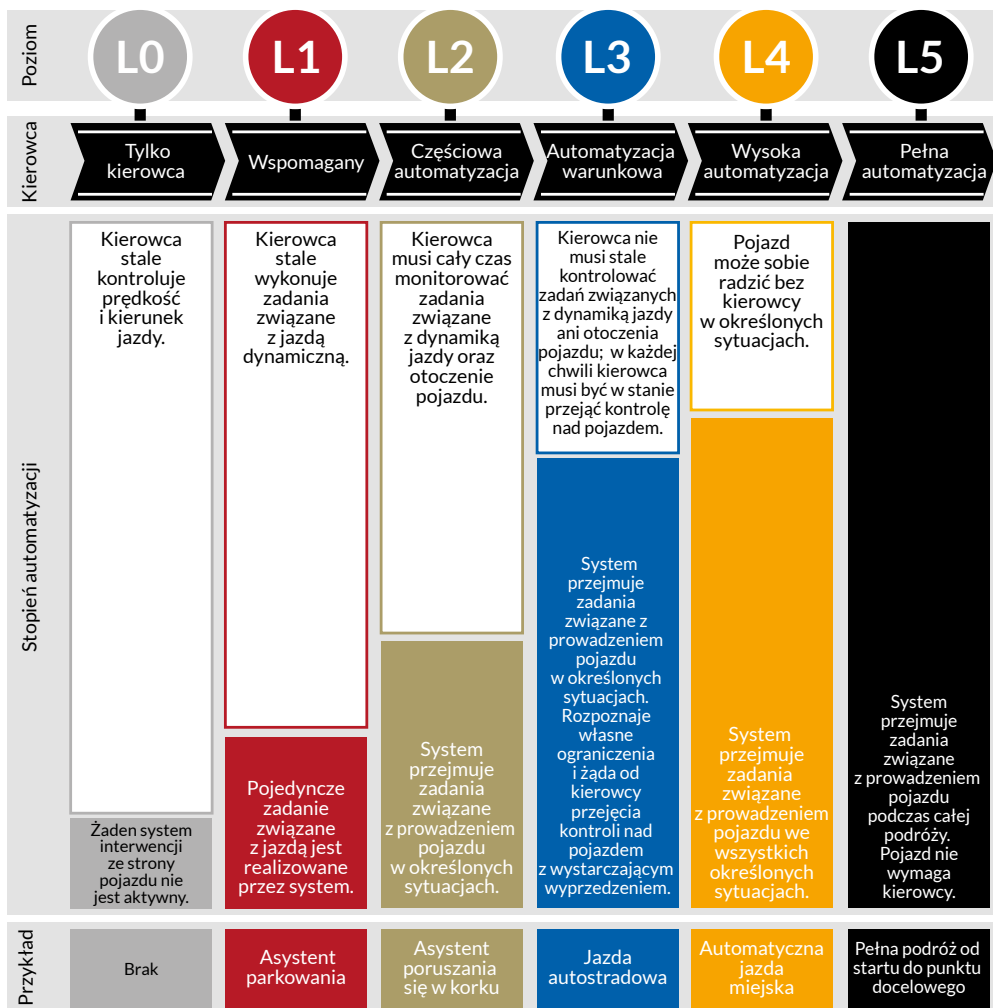 Poziom
L0
L1
L2
L3
L4
L5
Kierowca
Tylko
kierowca
Wspomagany
Częściowa
automatyzacja
Automatyzacja
warunkowa
Wysoka
automatyzacja
Pełna
automatyzacja
Stopień automatyzacji
Kierowca
stale
kontroluje
prędkość
i kierunek
jazdy.
Żaden system
interwencji
ze strony
pojazdu nie
jest aktywny.
Kierowca
stale
wykonuje
zadania
związane
z jazdą
dynamiczną.
Pojedyncze
zadanie
związane
z jazdą jest
realizowane
przez system.
Kierowca
musi cały czas
monitorować
zadania
związane
z dynamiką
jazdy oraz
otoczenie
pojazdu.
System
przejmuje
zadania
związane
z prowadzeniem
pojazdu
w określonych
sytuacjach.
Kierowca nie
musi stale
kontrolować
zadań związanych
z dynamiką jazdy
ani otoczenia
pojazdu; w każdej
chwili kierowca
musi być w stanie
przejąć kontrolę
nad pojazdem.
System
przejmuje
zadania
związane z
prowadzeniem
pojazdu
w określonych
sytuacjach.
Rozpoznaje
własne
ograniczenia
i żąda od
kierowcy
przejęcia
kontroli nad
pojazdem
z wystarczającym
wyprzedzeniem.
Pojazd
może sobie
radzić bez
kierowcy
w określonych
sytuacjach.
System
przejmuje
zadania
związane
z prowadzeniem
pojazdu we
wszystkich
określonych
sytuacjach.
System
przejmuje
zadania
związane
z prowadzeniem
pojazdu
podczas całej
podróży.
Pojazd nie
wymaga
kierowcy.
Przykład
Brak
Asystent
parkowania
Asystent
poruszania
się w korku
Jazda
autostradowa
Automatyczna
jazda
miejska
Pełna podróż od
startu do punktu
docelowego